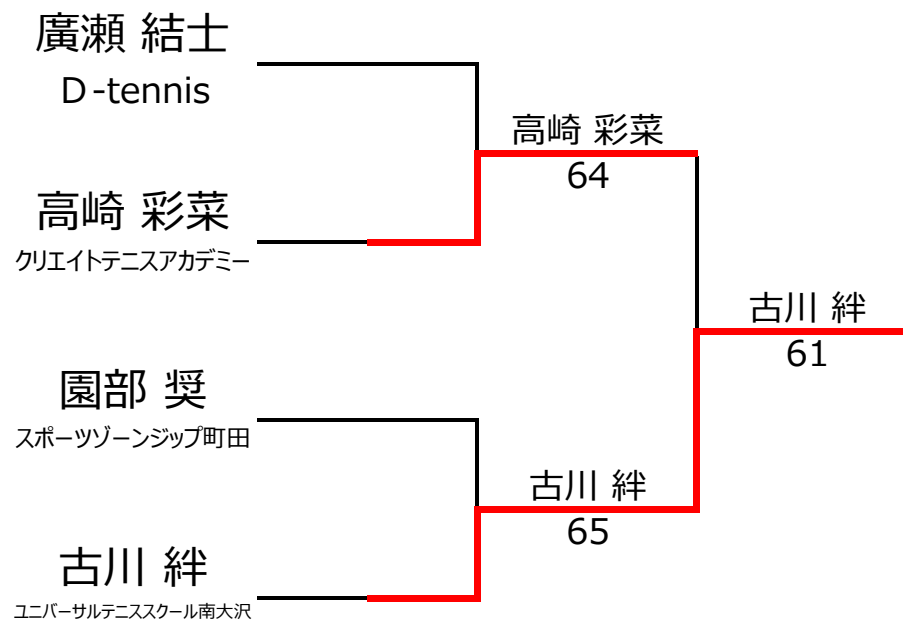 廣瀬 結士
D-tennis
高崎 彩菜
64
高崎 彩菜
クリエイトテニスアカデミー
古川 絆
61
園部 奨
スポーツゾーンジップ町田
古川 絆
65
古川 絆
ユニバーサルテニススクール南大沢